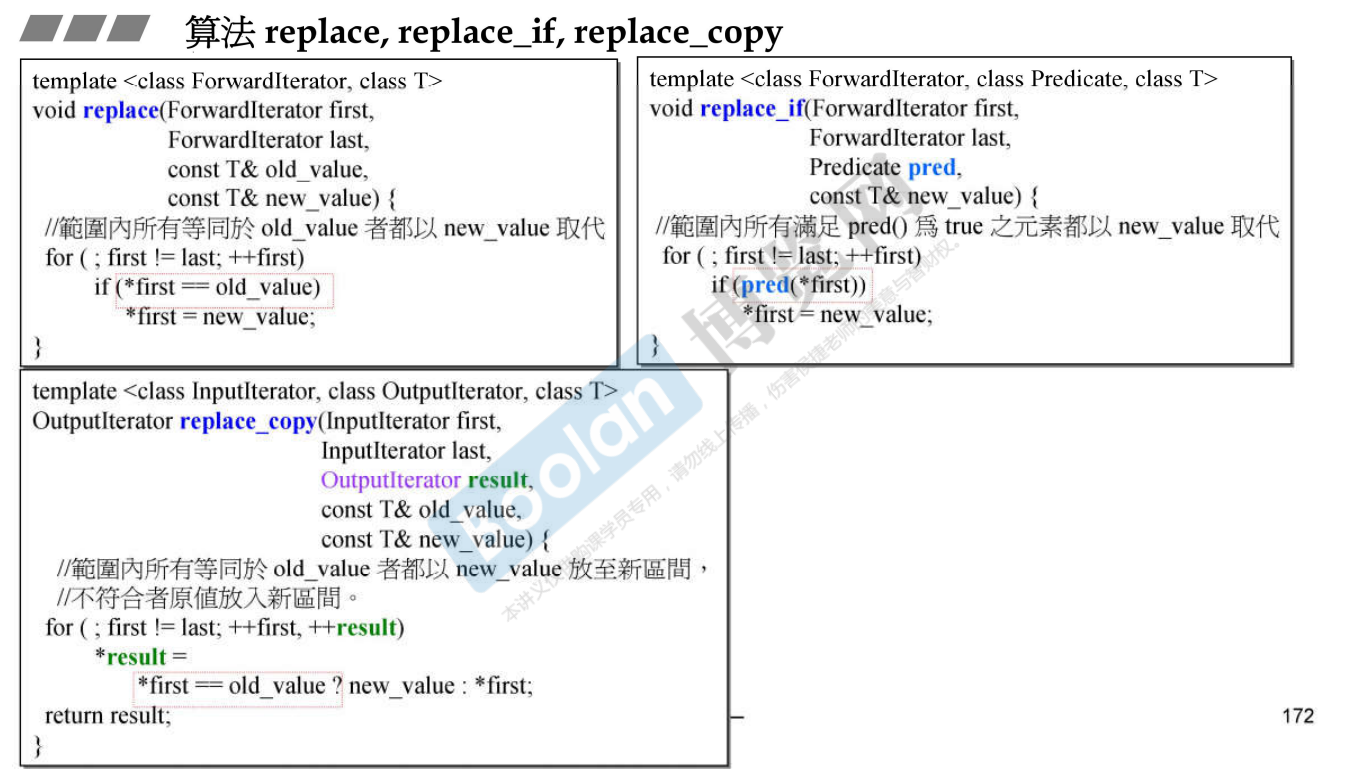 算法 replace, replace_if, replace_copy
template <class ForwardIterator, class T>
void replace(ForwardIterator first,
ForwardIterator last,
const T& old_value,
const T& new_value) {
//範圍內所有等同於 old_value 者都以 new_value 取代
for ( ; first != last; ++first)
if (*first == old_value)
*first = new_value;
}
template <class ForwardIterator, class Predicate, class T>
void replace_if(ForwardIterator first,
ForwardIterator last,
Predicate pred,
const T& new_value) {
//範圍內所有滿足 pred() 爲 true 之元素都以 new_value 取代
for ( ; first != last; ++first)
if (pred(*first))
*first = new_value;
}
template <class InputIterator, class OutputIterator, class T>
OutputIterator replace_copy(InputIterator first,
InputIterator last,
OutputIterator result,
const T& old_value,
const T& new_value) {
//範圍內所有等同於 old_value 者都以 new_value 放至新區間，
//不符合者原值放入新區間。
for ( ; first != last; ++first, ++result)
*result =
*first == old_value ? new_value : *first;
return result;
}
Boolan 博览网
本讲义仅供购课学员专用，请勿线上传播，伤害侯捷老师的美意与智财权。
172